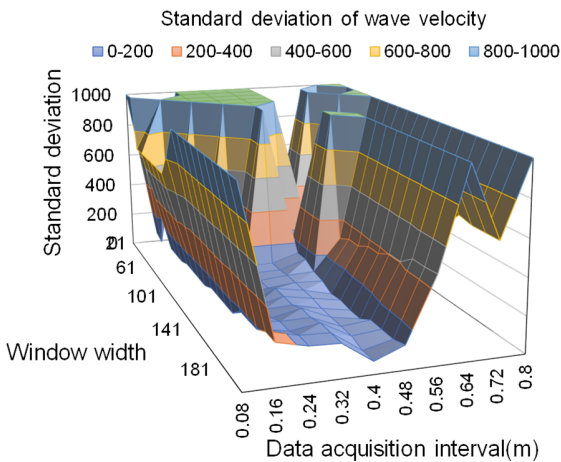 Standard deviation of wave velocity
0-200 200-400 400-600 600-800 800-1000
Standard deviation
1000
800
600
400
200
0
21
61
101
141
181
Window width
0.08 0.16 0.24 0.32 0.4 0.48 0.56 0.64 0.72 0.8
Data acquisition interval(m)